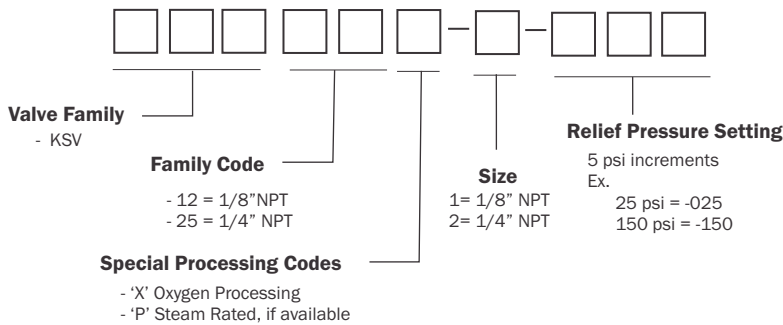 Valve Family
- KSV
Family Code
- 12 = 1/8”NPT
- 25 = 1/4” NPT
Special Processing Codes
- ‘X’ Oxygen Processing
- ‘P’ Steam Rated, if available
Size
1= 1/8” NPT
2= 1/4” NPT
Relief Pressure Setting
5 psi increments
Ex.
25 psi = -025
150 psi = -150